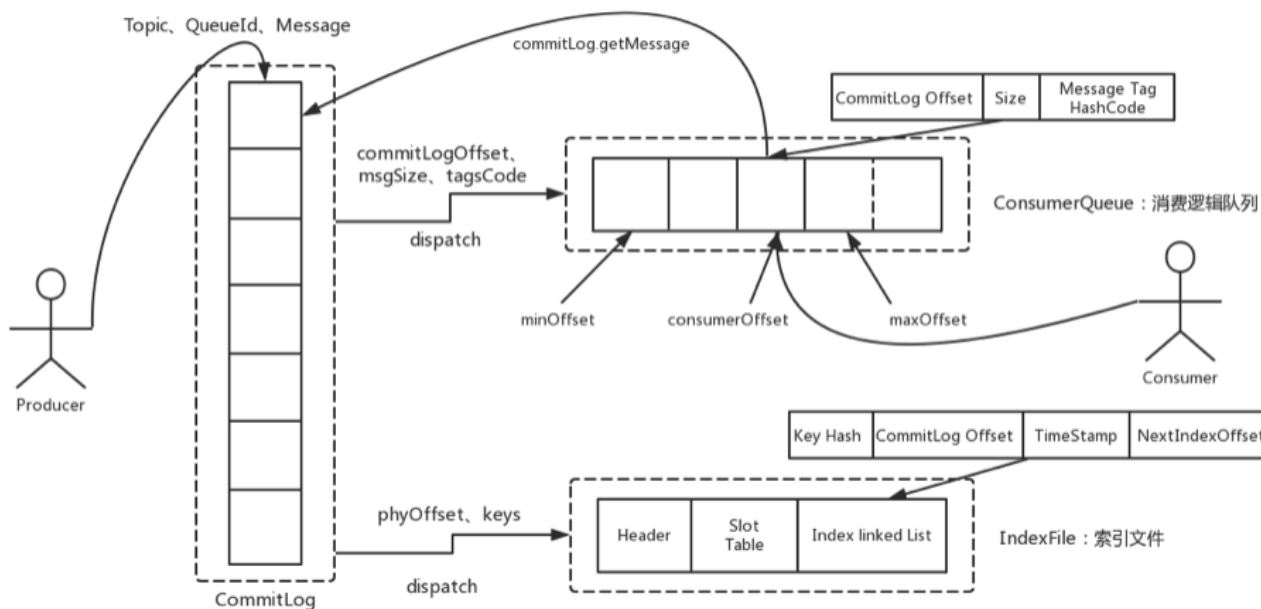 Topic、QueueId、Message
commitLog.getMessage
CommitLog Offset
Size
Message Tag
HashCode
commitLogOffset、
msgSize、tagsCode
dispatch
ConsumerQueue：消费逻辑队列
minOffset
consumerOffset
maxOffset
Producer
Consumer
Key Hash
CommitLog Offset
TimeStamp
NextIndexOffset
phyOffset、keys
dispatch
Header
Slot
Table
Index linked List
IndexFile：索引文件
CommitLog